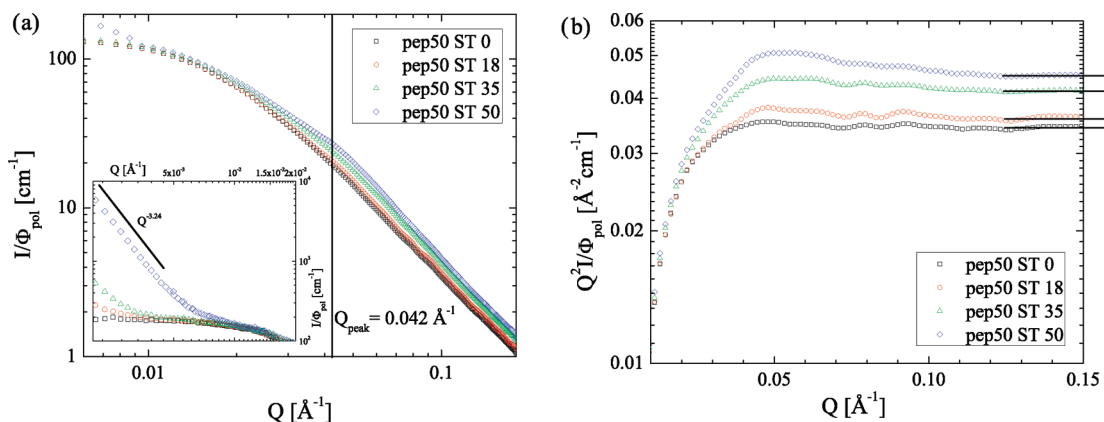 (a)
100
10
1
0.01
0.1
I/Φpol [cm⁻¹]
Q [Å⁻¹]
pep50 ST 0
pep50 ST 18
pep50 ST 35
pep50 ST 50
Qpeak = 0.042 Å⁻¹
Q [Å⁻¹]
5x10⁻³
10⁻²
1.5x10⁻²
2x10⁻²
10⁴
10³
10²
Q⁻³·²⁴
I/Φpol [cm⁻¹]
(b)
0.06
0.05
0.04
0.03
0.02
0.01
0.05
0.10
0.15
Q²I/Φpol [Å⁻²cm⁻¹]
Q [Å⁻¹]
pep50 ST 0
pep50 ST 18
pep50 ST 35
pep50 ST 50